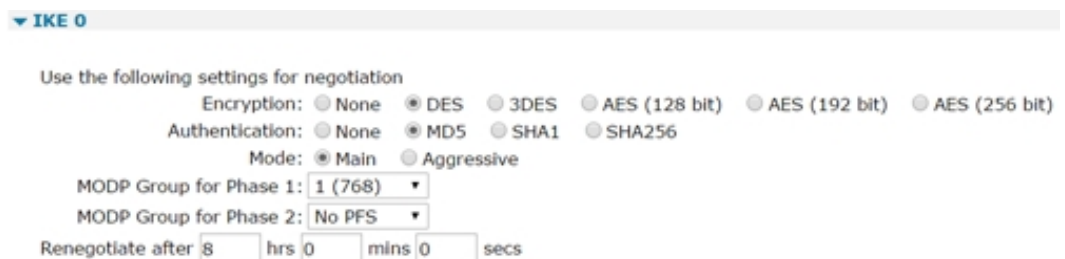 IKE 0
Use the following settings for negotiation
Encryption: None DES 3DES AES (128 bit) AES (192 bit) AES (256 bit)
Authentication: None MD5 SHA1 SHA256
Mode: Main Aggressive
MODP Group for Phase 1: 1 (768)
MODP Group for Phase 2: No PFS
Renegotiate after 8 hrs 0 mins 0 secs